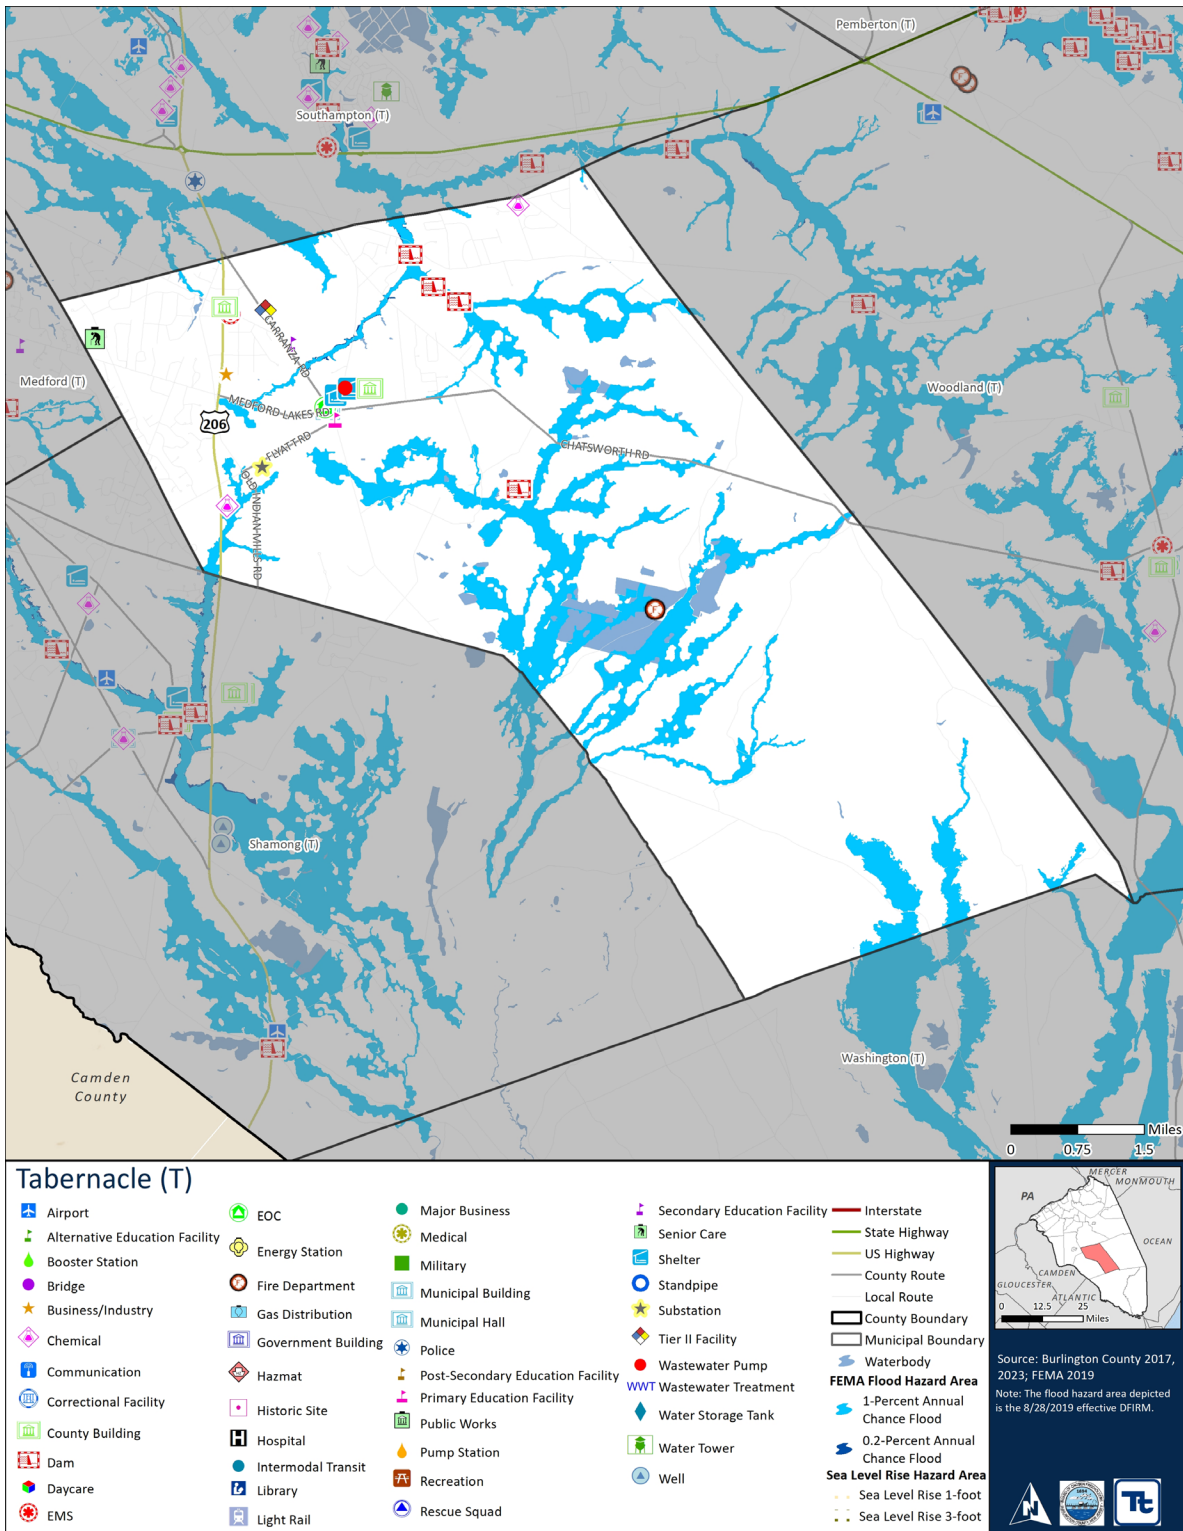 Pemberton (T)
Southampton (T)
Medford (T)
CARRANZA RD
MEDFORD LAKES RD
206
FLYATT RD
OLD INDIAN MILLS RD
CHATSWORTH RD
Woodland (T)
F
Shamong (T)
Washington (T)
Camden
County
Miles
0 0.75 1.5
Tabernacle (T)
Airport
Alternative Education Facility
Booster Station
Bridge
Business/Industry
Chemical
Communication
Correctional Facility
County Building
Dam
Daycare
EMS
EOC
Energy Station
Fire Department
Gas Distribution
Government Building
Hazmat
Historic Site
Hospital
Intermodal Transit
Library
Light Rail
Major Business
Medical
Military
Municipal Building
Municipal Hall
Police
Post-Secondary Education Facility
Primary Education Facility
Public Works
Pump Station
Recreation
Rescue Squad
Secondary Education Facility
Senior Care
Shelter
Standpipe
Substation
Tier II Facility
Wastewater Pump
WWT Wastewater Treatment
Water Storage Tank
Water Tower
Well
Interstate
State Highway
US Highway
County Route
Local Route
County Boundary
Municipal Boundary
Waterbody
FEMA Flood Hazard Area
1-Percent Annual
Chance Flood
0.2-Percent Annual
Chance Flood
Sea Level Rise Hazard Area
Sea Level Rise 1-foot
Sea Level Rise 3-foot
MERCER
MONMOUTH
PA
OCEAN
CAMDEN
GLOUCESTER
ATLANTIC
0 12.5 25
Miles
Source: Burlington County 2017,
2023; FEMA 2019
Note: The flood hazard area depicted
is the 8/28/2019 effective DFIRM.
N
Tt